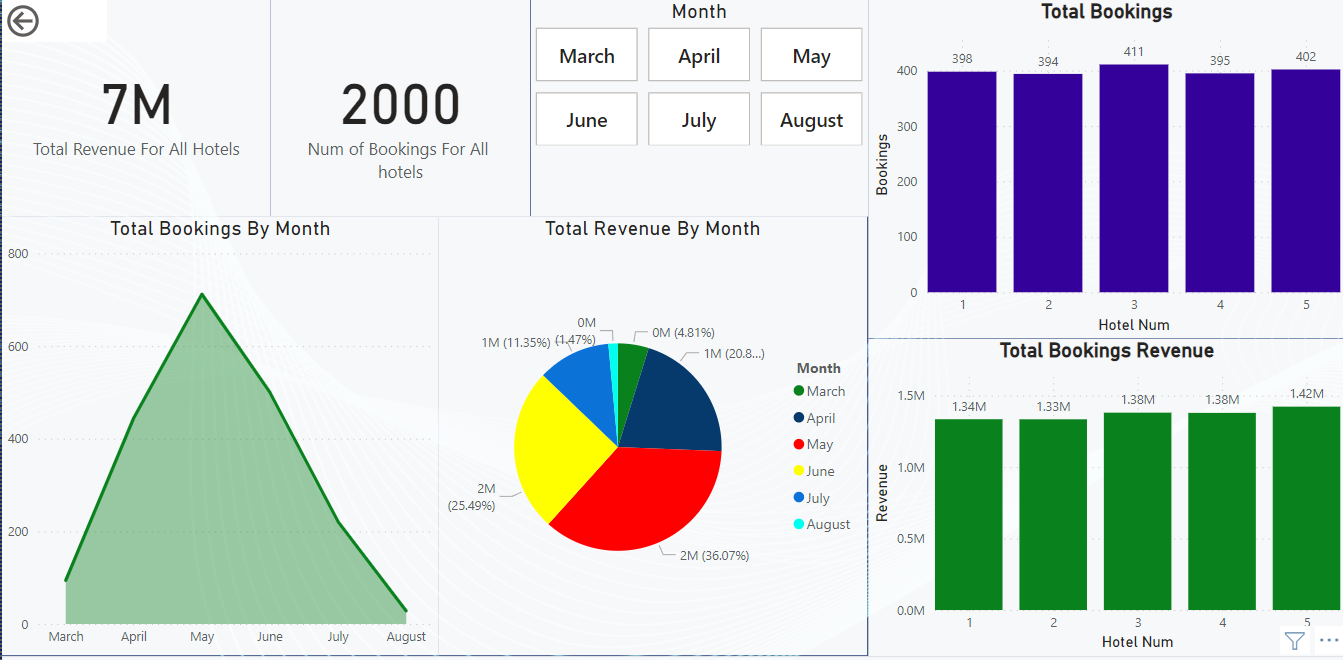 7M
Total Revenue For All Hotels
2000
Num of Bookings For All
hotels
Month
March
April
May
June
July
August
Total Bookings
398
394
411
395
402
400
300
200
100
0
Bookings
1
2
3
4
5
Hotel Num
Total Bookings By Month
800
600
400
200
0
March
April
May
June
July
August
Total Revenue By Month
0M
(1.47%)
0M (4.81%)
1M (11.35%)
1M (20.8...)
2M
(25.49%)
2M (36.07%)
Month
March
April
May
June
July
August
Total Bookings Revenue
1.34M
1.33M
1.38M
1.38M
1.42M
1.5M
1.0M
0.5M
0.0M
Revenue
1
2
3
4
5
Hotel Num